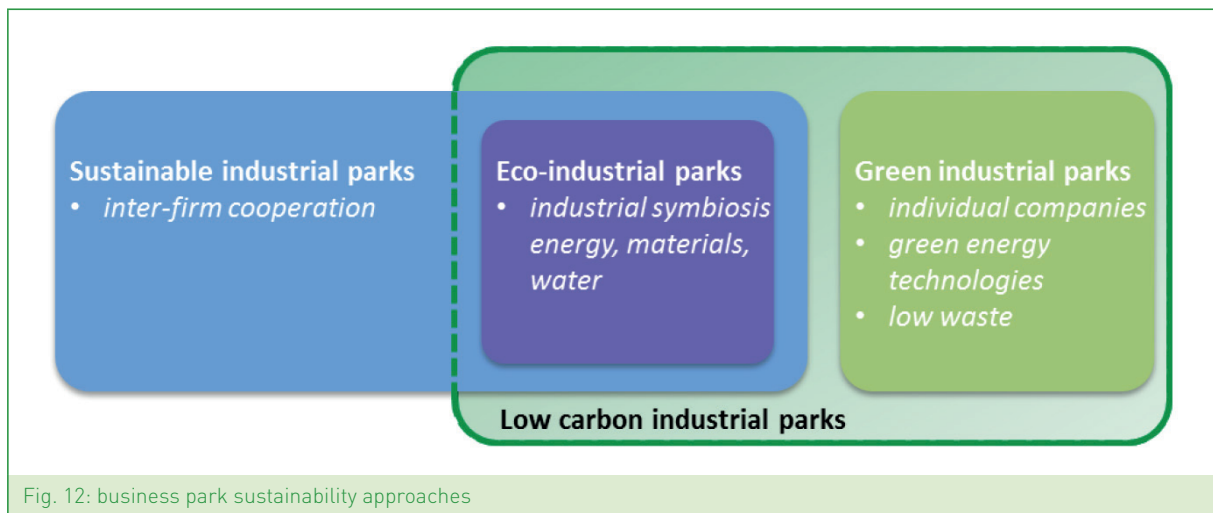 Sustainable industrial parks
• inter-firm cooperation
Eco-industrial parks
• industrial symbiosis
energy, materials,
water
Green industrial parks
• individual companies
• green energy
technologies
• low waste
Low carbon industrial parks
Fig. 12: business park sustainability approaches